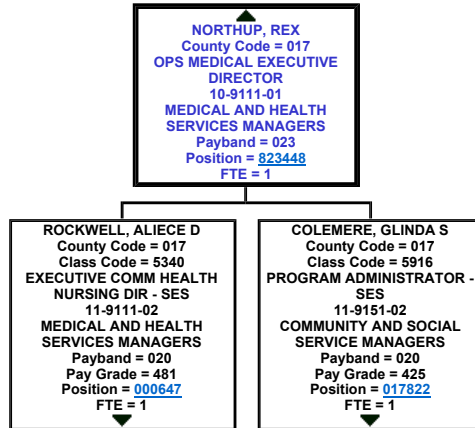 NORTHUP, REX
County Code = 017
OPS MEDICAL EXECUTIVE
DIRECTOR
10-9111-01
MEDICAL AND HEALTH
SERVICES MANAGERS
Payband = 023
Position = 823448
FTE = 1
ROCKWELL, ALIECE D
County Code = 017
Class Code = 5340
EXECUTIVE COMM HEALTH
NURSING DIR - SES
11-9111-02
MEDICAL AND HEALTH
SERVICES MANAGERS
Payband = 020
Pay Grade = 481
Position = 000647
FTE = 1
COLEMERE, GLINDA S
County Code = 017
Class Code = 5916
PROGRAM ADMINISTRATOR -
SES
11-9151-02
COMMUNITY AND SOCIAL
SERVICE MANAGERS
Payband = 020
Pay Grade = 425
Position = 017822
FTE = 1